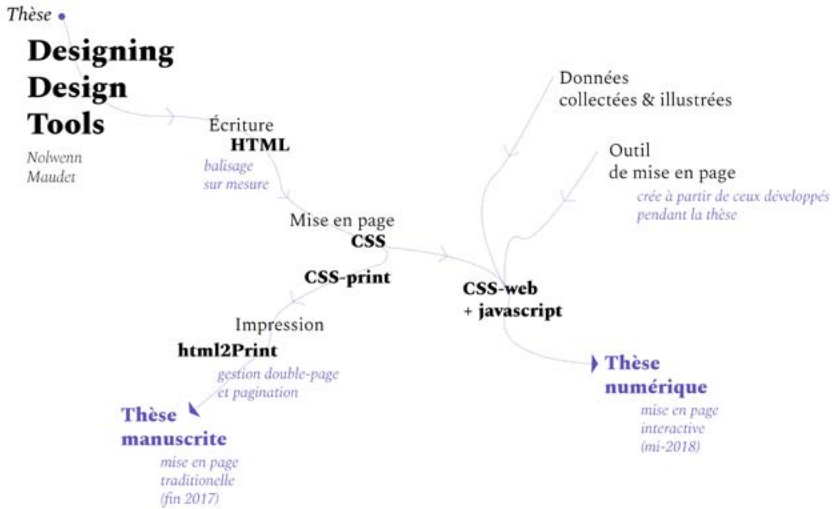 Thèse
Designing
Design
Tools
Nolwenn
Maudet
Écriture
HTML
balisage
sur mesure
Mise en page
CSS
CSS-print
Impression
html2Print
gestion double-page
et pagination
Thèse
manuscrite
mise en page
traditionelle
(fin 2017)
Données
collectées & illustrées
Outil
de mise en page
crée à partir de ceux développés
pendant la thèse
CSS-web
+ javascript
Thèse
numérique
mise en page
interactive
(mi-2018)